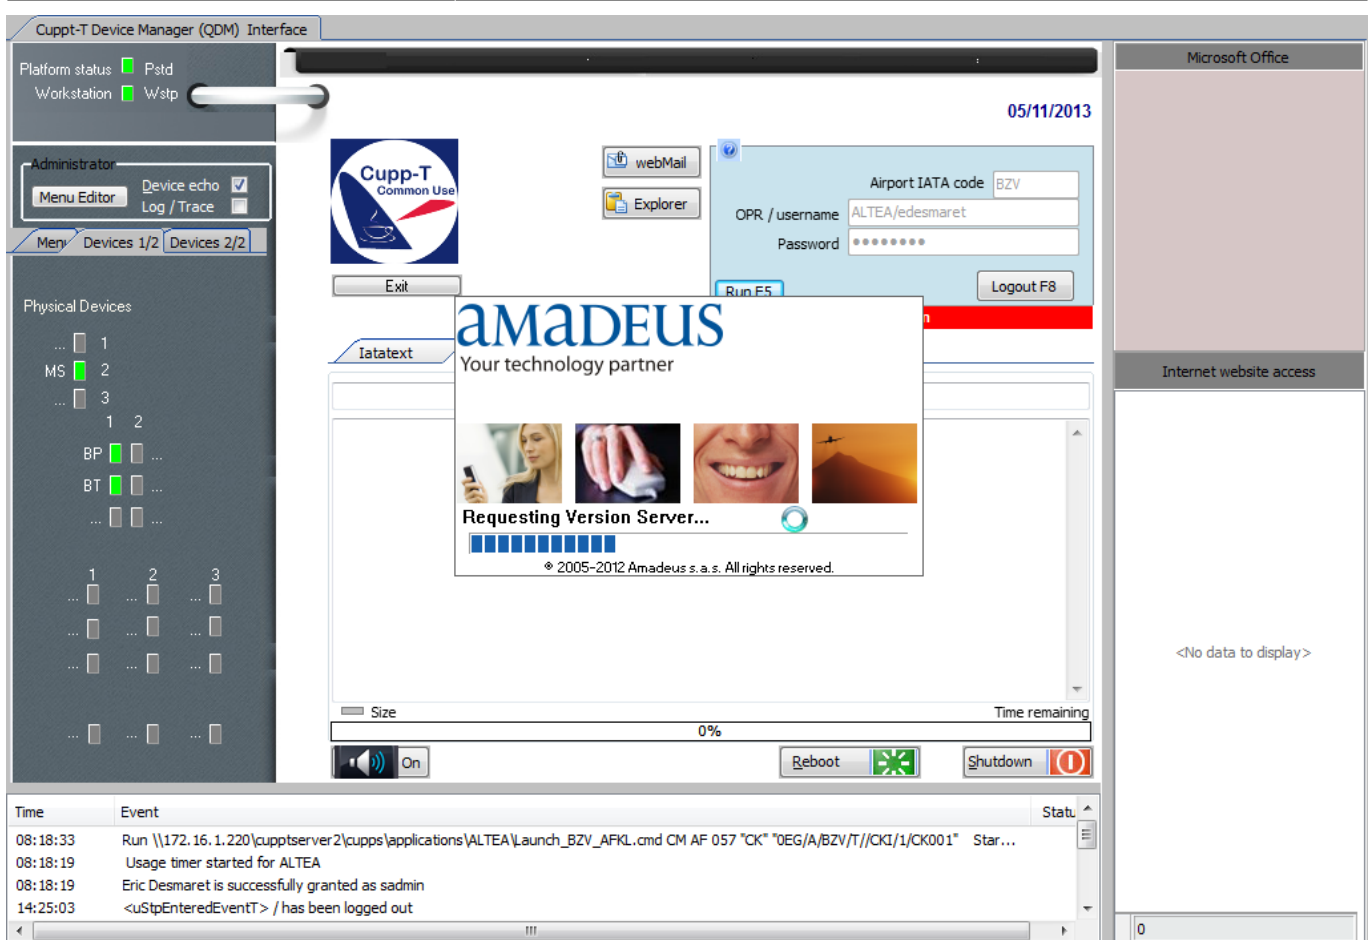 Cuppt-T Device Manager (QDM) Interface
Platform status Pstd
Workstation Wstp
Administrator
Menu Editor
Device echo
Log / Trace
Devices 1/2
Devices 2/2
Physical Devices
... 1
MS 2
... 3
1 2
BP ...
BT ...
... ...
1 2 3
... ... ...
... ... ...
... ... ...
... ... ...
05/11/2013
Cupp-T
Common Use
Exit
webMail
Explorer
Airport IATA code BZV
OPR / username ALTEA/edesmaret
Password ••••••••
Run F5
Logout F8
Iatatext
amadeus
Your technology partner
Requesting Version Server...
© 2005-2012 Amadeus s.a.s. All rights reserved.
Size
Time remaining
0%
On
Reboot
Shutdown
Microsoft Office
Internet website access
<No data to display>
0
Time Event
08:18:33 Run \\172.16.1.220\cupptserver2\cupps\applications\ALTEA\Launch_BZV_AFKL.cmd CM AF 057 "CK" "0EG/A/BZV/T//CKI/1/CK001" Star...
08:18:19 Usage timer started for ALTEA
08:18:19 Eric Desmaret is successfully granted as sadmin
14:25:03 <uStpEnteredEventT> / has been logged out